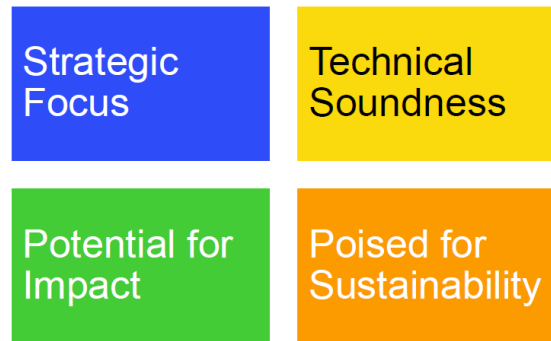 Strategic
Focus
Technical
Soundness
Potential for
Impact
Poised for
Sustainability